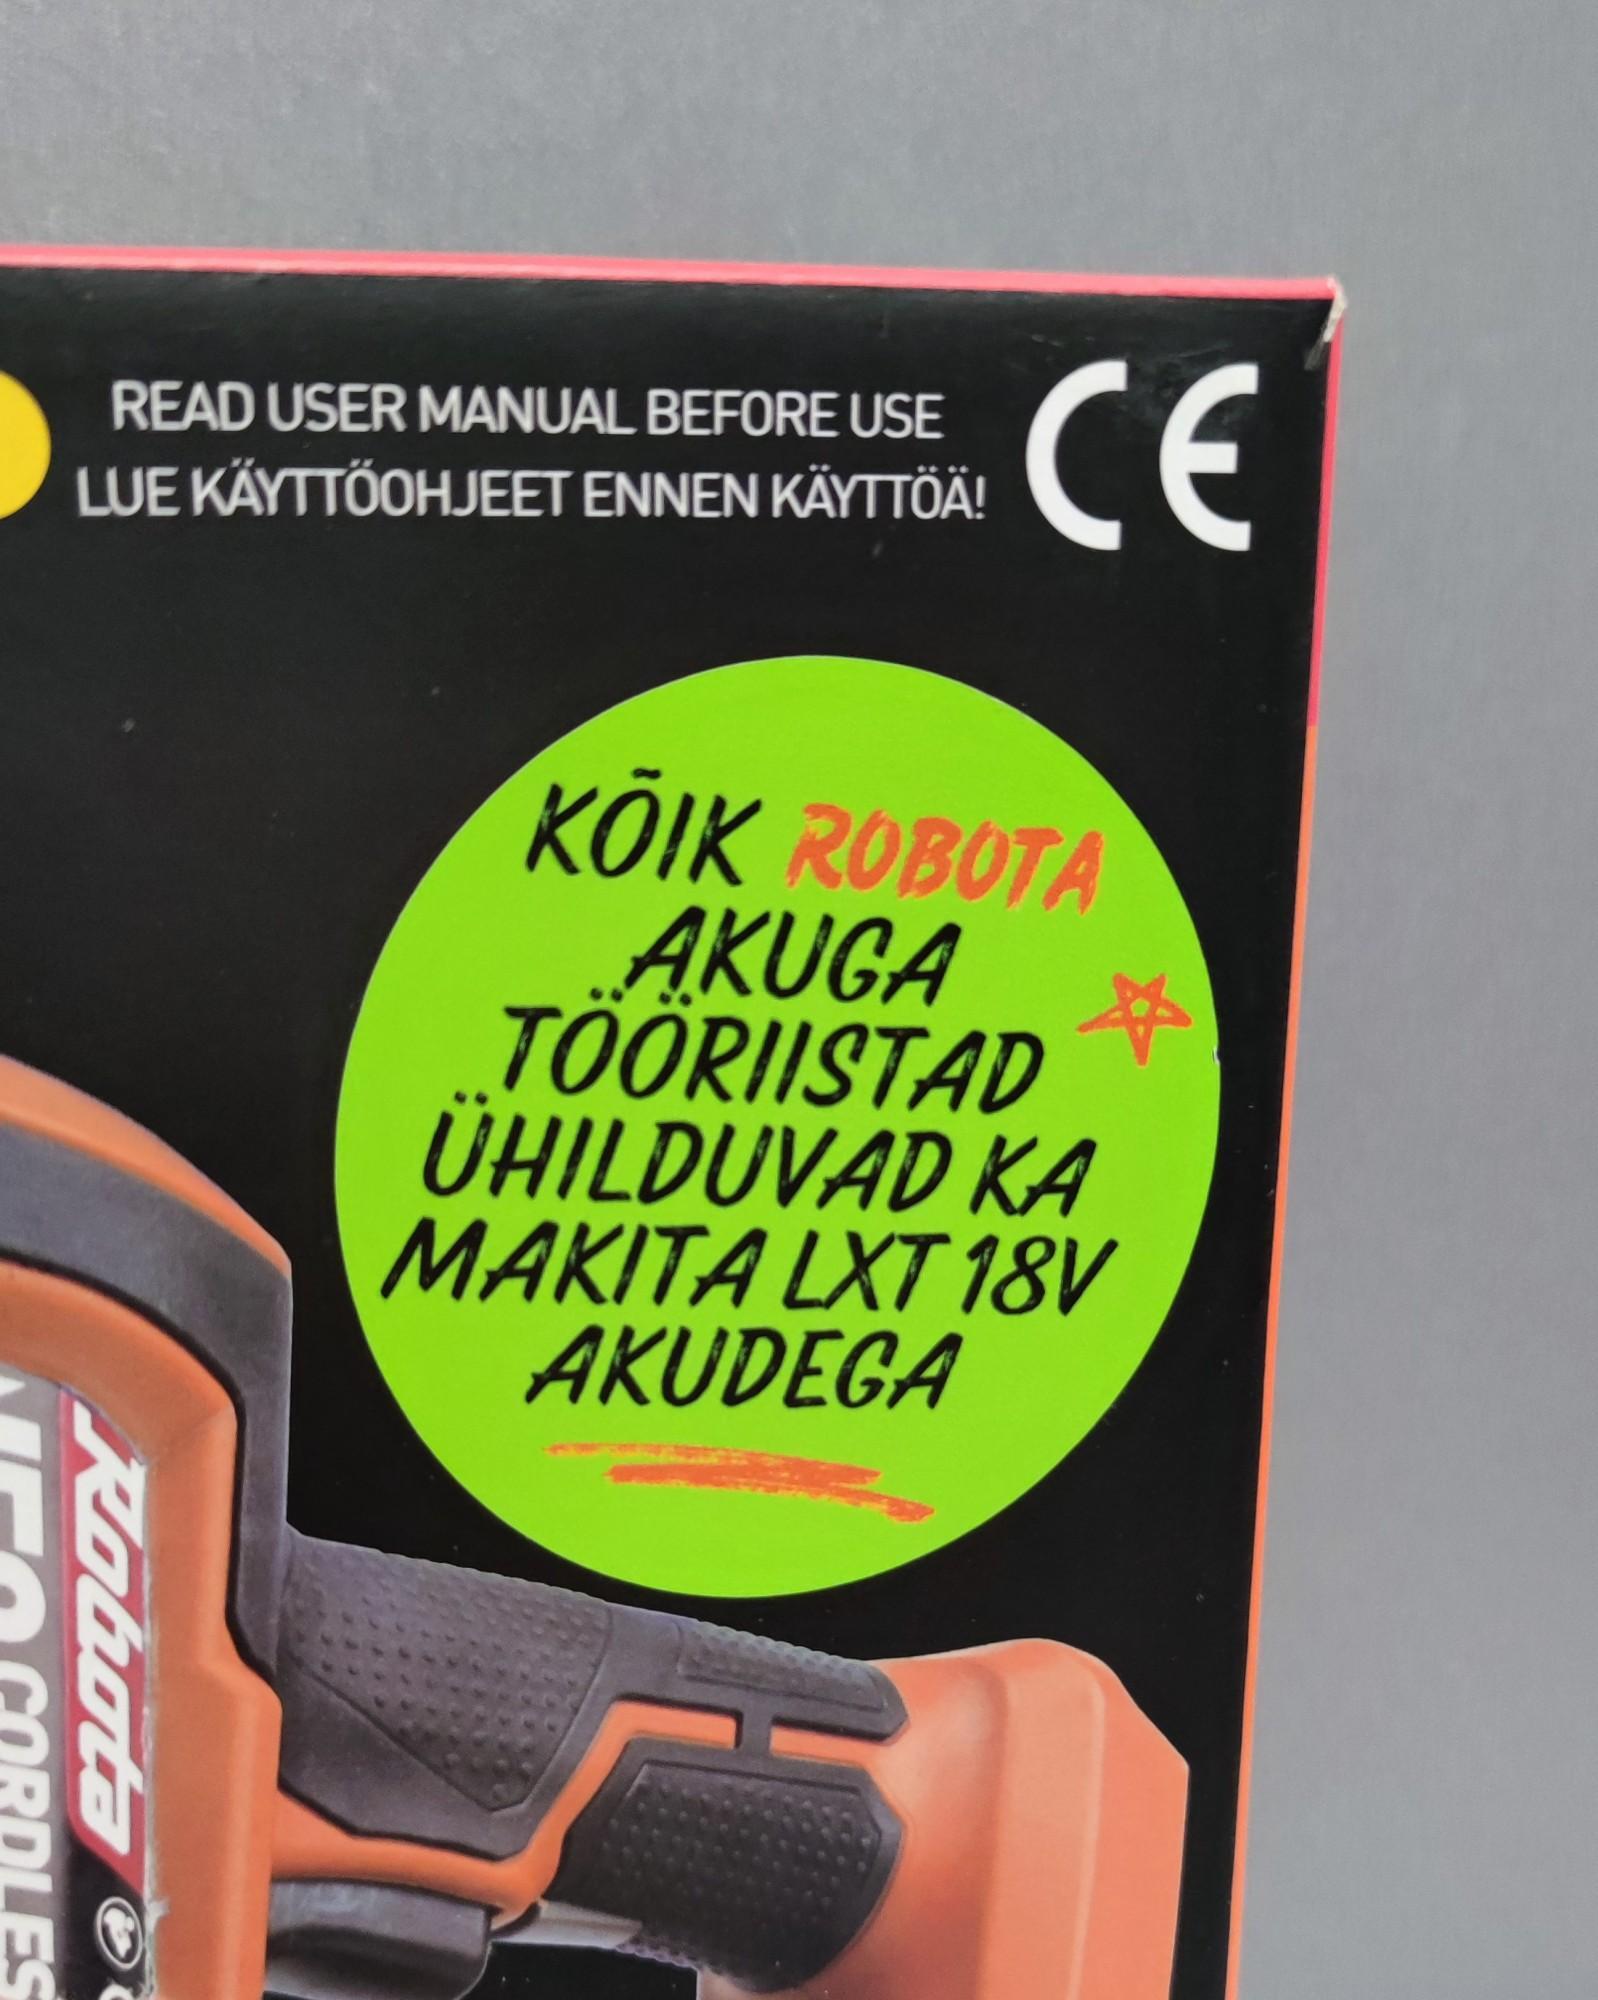 READ USER MANUAL BEFORE USE
LUE KÄYTTÖOHJEET ENNEN KÄYTTÖÄ!
CE
KÕIK ROBOTA
AKUGA
TÖÖRIISTAD
ÜHILDUVAD KA
MAKITA LXT 18V
AKUDEGA
Robota
CORDLES